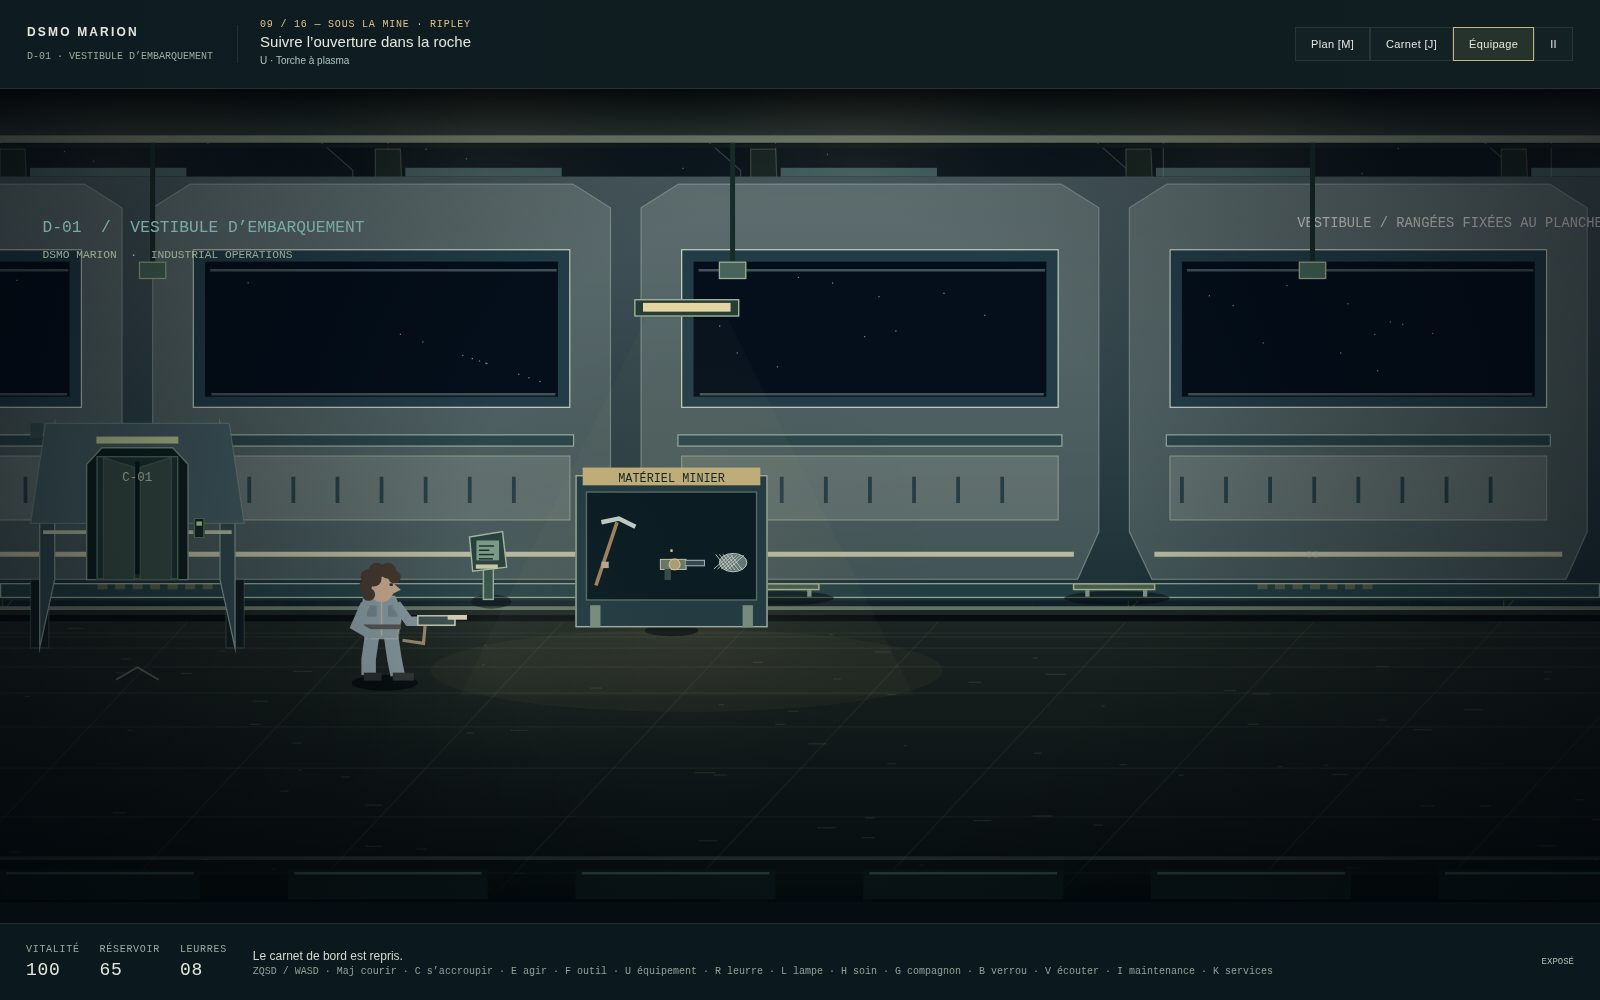 DSMO MARION
D-01 · VESTIBULE D’EMBARQUEMENT
09 / 16 — SOUS LA MINE · RIPLEY
Suivre l’ouverture dans la roche
U · Torche à plasma
Plan [M]
Carnet [J]
Équipage
II
D-01 / VESTIBULE D’EMBARQUEMENT
DSMO MARION · INDUSTRIAL OPERATIONS
VESTIBULE / RANGÉES FIXÉES AU PLANCHE
C-01
MATÉRIEL MINIER
VITALITÉ
100
RÉSERVOIR
65
LEURRES
08
Le carnet de bord est repris.
ZQSD / WASD · Maj courir · C s’accroupir · E agir · F outil · U équipement · R leurre · L lampe · H soin · G compagnon · B verrou · V écouter · I maintenance · K services
EXPOSÉ